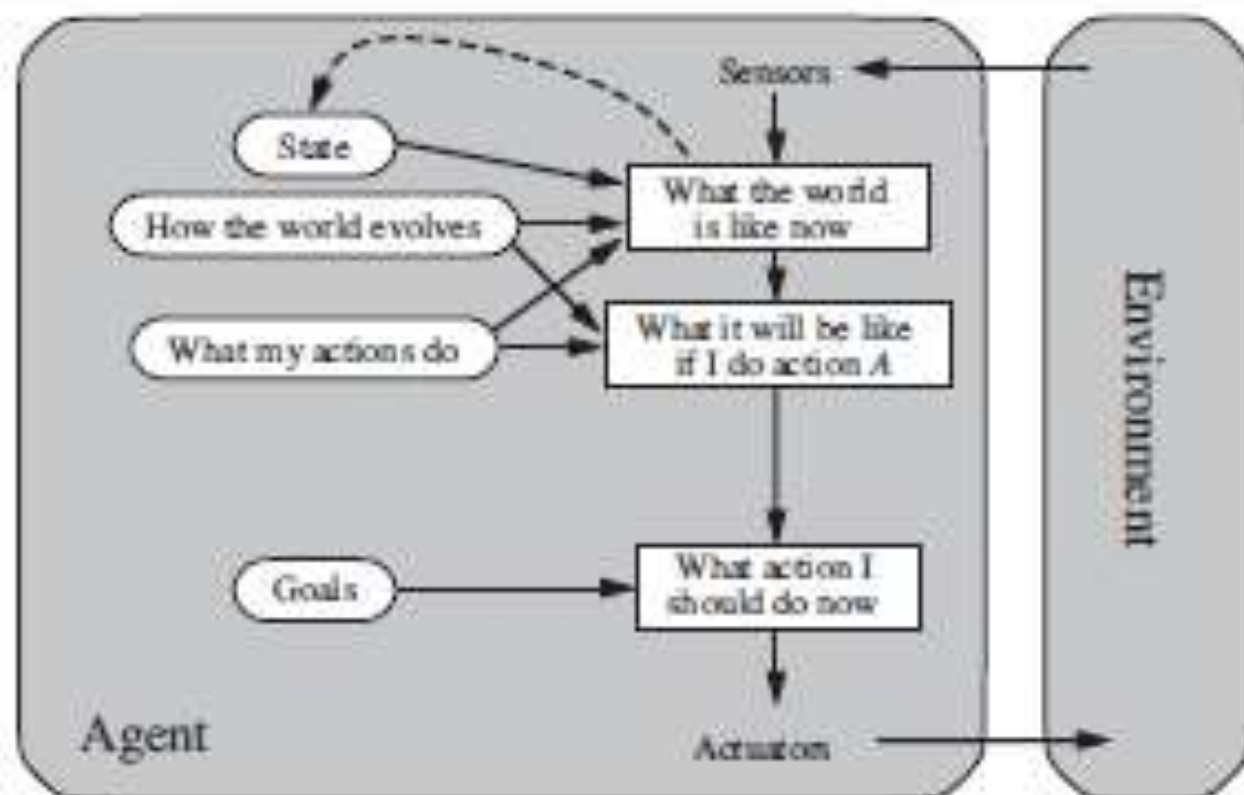 Sensors
State
What the world
is like now
How the world evolves
What it will be like
if I do action A
What my actions do
What action I
should do now
Goals
Agent
Actuators
Environment